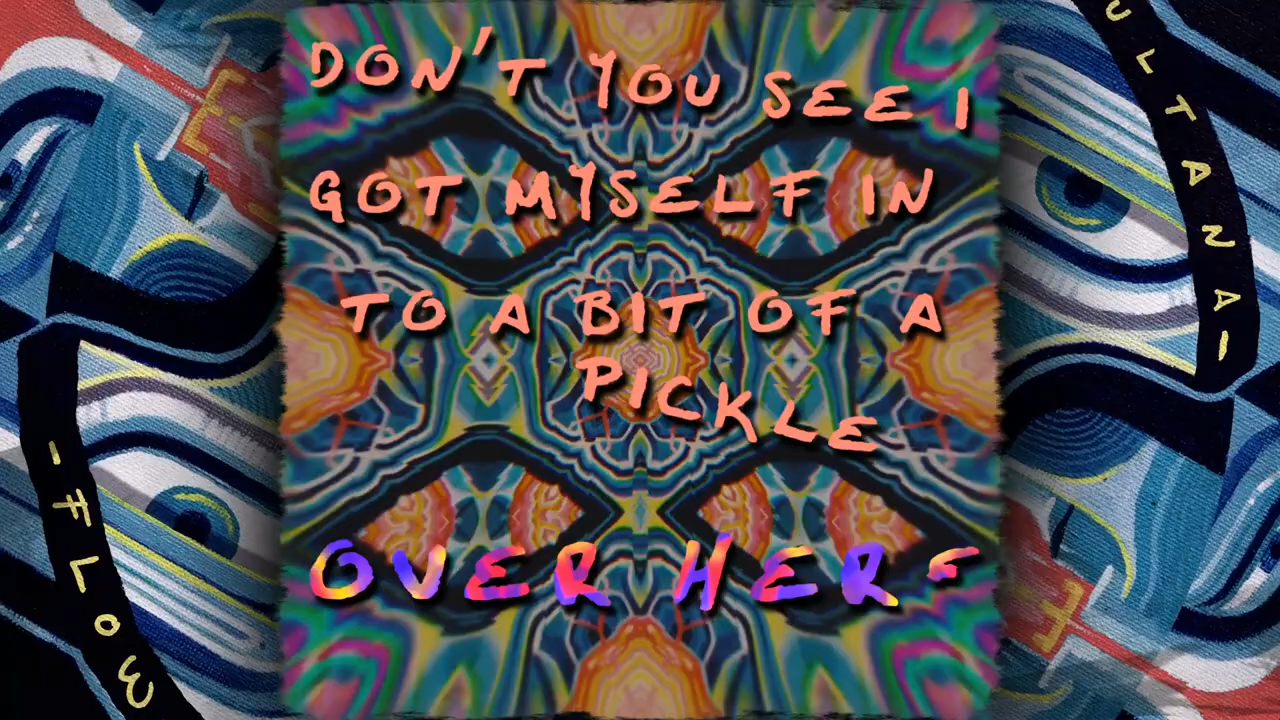 DON'T YOU SEE I
GOT MYSELF IN
TO A BIT OF A
PICKLE
OVER HERE
ULTANA-
-FLOW